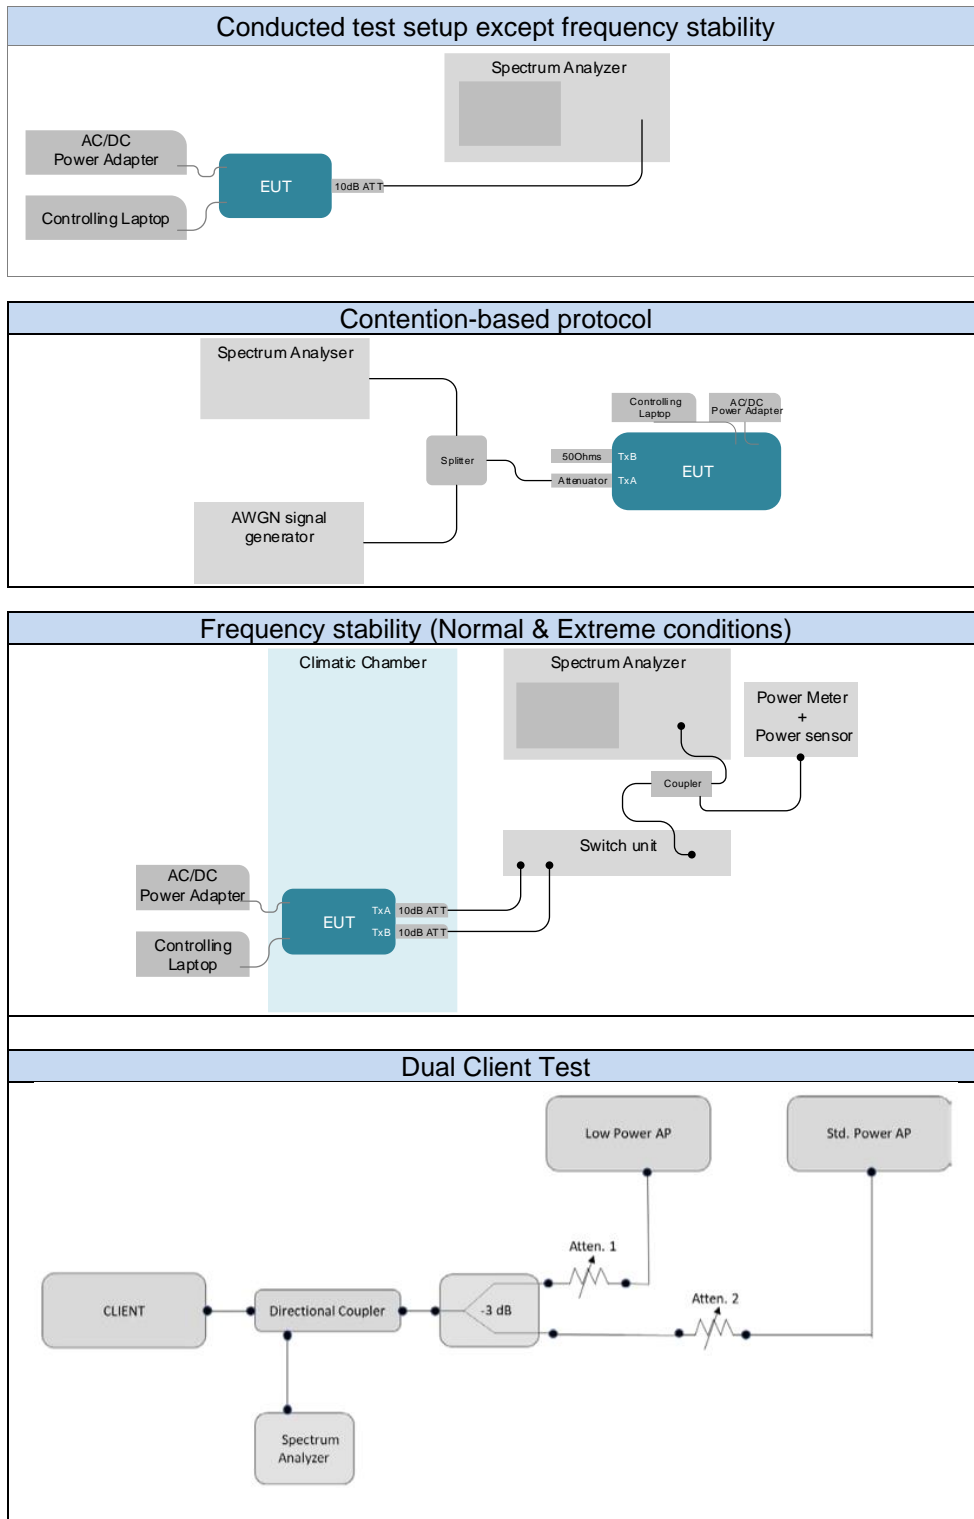 Conducted test setup except frequency stability
Spectrum Analyzer
AC/DC
Power Adapter
EUT
10dB ATT
Controlling Laptop
Contention-based protocol
Spectrum Analyser
Controlling
Laptop
AC/DC
Power Adapter
Splitter
50Ohms
TxB
EUT
Attenuator
TxA
AWGN signal
generator
Frequency stability (Normal & Extreme conditions)
Climatic Chamber
Spectrum Analyzer
Power Meter
+
Power sensor
Coupler
Switch unit
AC/DC
Power Adapter
EUT
TxA
10dB ATT
TxB
10dB ATT
Controlling
Laptop
Dual Client Test
Low Power AP
Std. Power AP
Atten. 1
Atten. 2
CLIENT
Directional Coupler
-3 dB
Spectrum
Analyzer